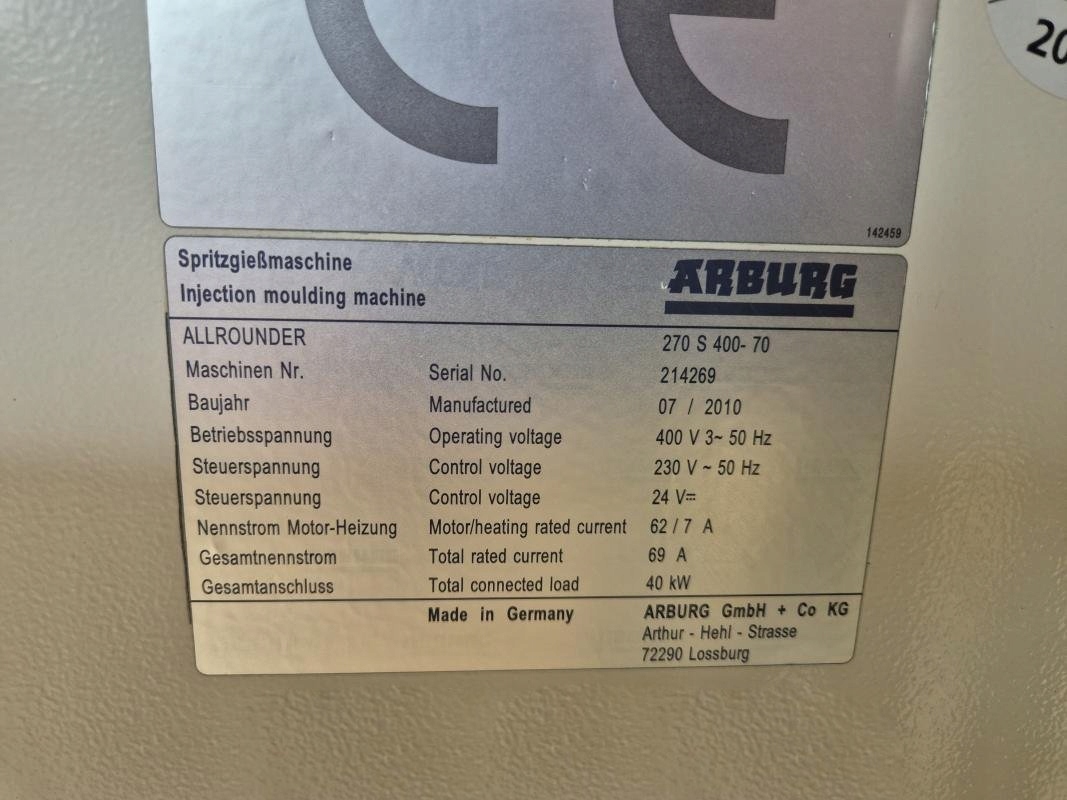 CE
20
142459
Spritzgießmaschine
Injection moulding machine
ARBURG
ALLROUNDER 270 S 400- 70
Maschinen Nr. Serial No. 214269
Baujahr Manufactured 07 / 2010
Betriebsspannung Operating voltage 400 V 3~ 50 Hz
Steuerspannung Control voltage 230 V ~ 50 Hz
Steuerspannung Control voltage 24 V⎓
Nennstrom Motor-Heizung Motor/heating rated current 62 / 7 A
Gesamtnennstrom Total rated current 69 A
Gesamtanschluss Total connected load 40 kW
Made in Germany ARBURG GmbH + Co KG
Arthur - Hehl - Strasse
72290 Lossburg